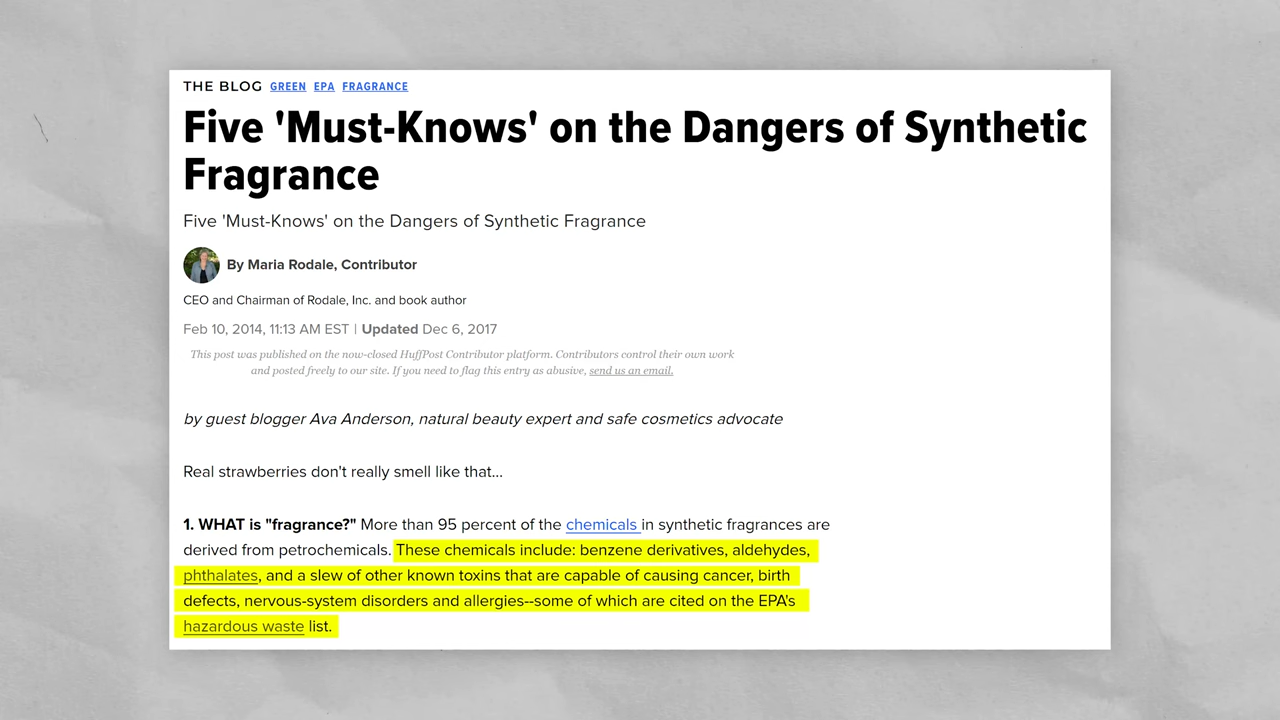 THE BLOG GREEN EPA FRAGRANCE
Five 'Must-Knows' on the Dangers of Synthetic
Fragrance
Five 'Must-Knows' on the Dangers of Synthetic Fragrance
By Maria Rodale, Contributor
CEO and Chairman of Rodale, Inc. and book author
Feb 10, 2014, 11:13 AM EST | Updated Dec 6, 2017
This post was published on the now-closed HuffPost Contributor platform. Contributors control their own work
and posted freely to our site. If you need to flag this entry as abusive, send us an email.
by guest blogger Ava Anderson, natural beauty expert and safe cosmetics advocate
Real strawberries don't really smell like that...
1. WHAT is "fragrance?" More than 95 percent of the chemicals in synthetic fragrances are
derived from petrochemicals. These chemicals include: benzene derivatives, aldehydes,
phthalates, and a slew of other known toxins that are capable of causing cancer, birth
defects, nervous-system disorders and allergies--some of which are cited on the EPA's
hazardous waste list.